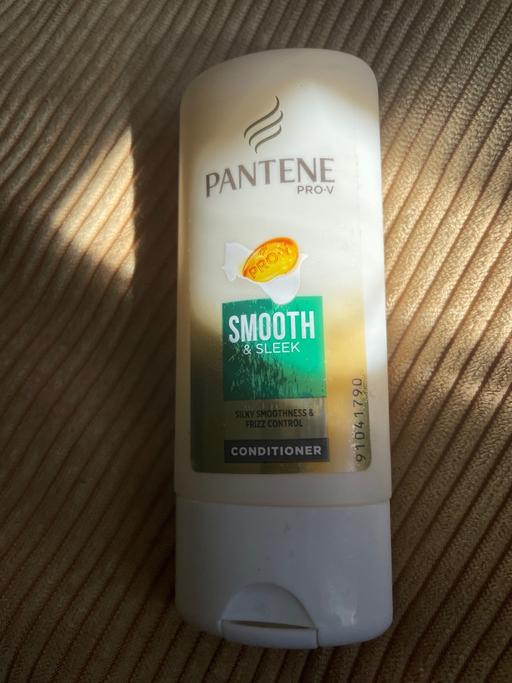 PANTENE
PRO-V
PRO-V
SMOOTH
& SLEEK
SILKY SMOOTHNESS &
FRIZZ CONTROL
CONDITIONER
91041790